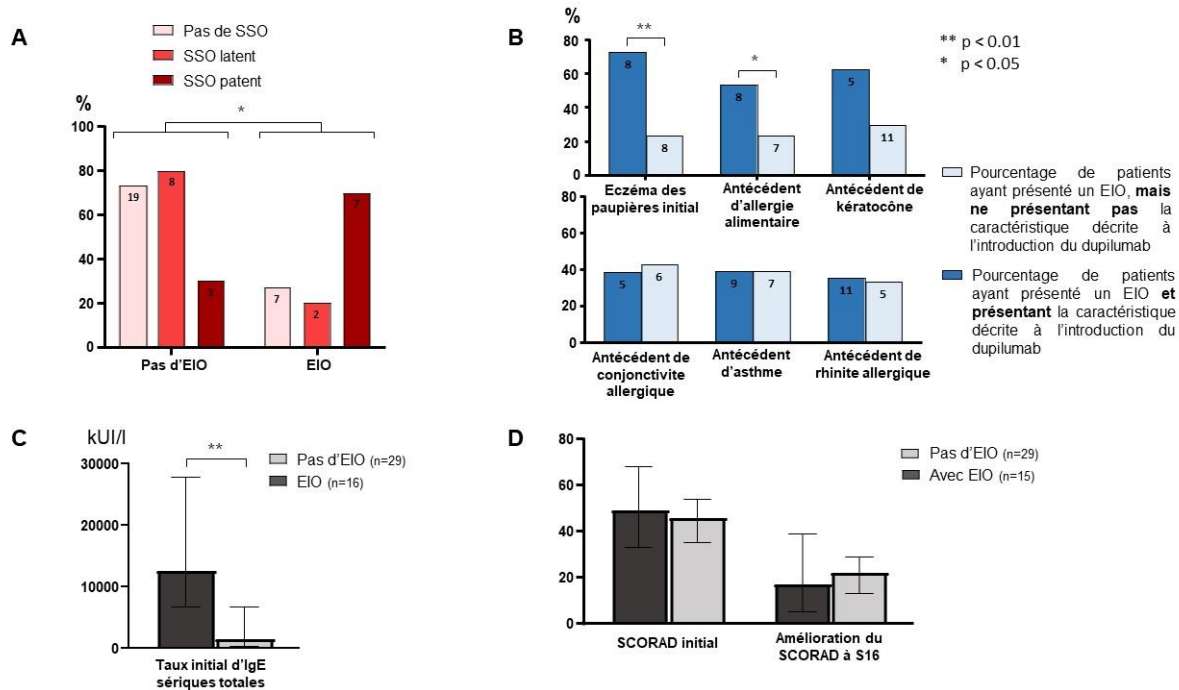 A
Pas de SSO
SSO latent
SSO patent
%
*
100
80
60
40
20
0
19
8
3
7
2
7
Pas d'EIO
EIO
B
%
** p < 0.01
* p < 0.05
**
*
80
60
40
20
0
8
8
8
7
5
11
Eczéma des
paupières initial
Antécédent
d'allergie
alimentaire
Antécédent de
kératocône
80
60
40
20
0
5
6
9
7
11
5
Antécédent de
conjonctivite
allergique
Antécédent
d'asthme
Antécédent
de rhinite allergique
Pourcentage de patients
ayant présenté un EIO, mais
ne présentant pas la
caractéristique décrite à
l'introduction du dupilumab
Pourcentage de patients
ayant présenté un EIO et
présentant la caractéristique
décrite à l'introduction du
dupilumab
C
kUI/l
**
Pas d'EIO (n=29)
EIO (n=16)
30000
20000
10000
0
Taux initial d'IgE
sériques totales
D
Pas d'EIO (n=29)
Avec EIO (n=15)
80
60
40
20
0
SCORAD initial
Amélioration du
SCORAD à S16